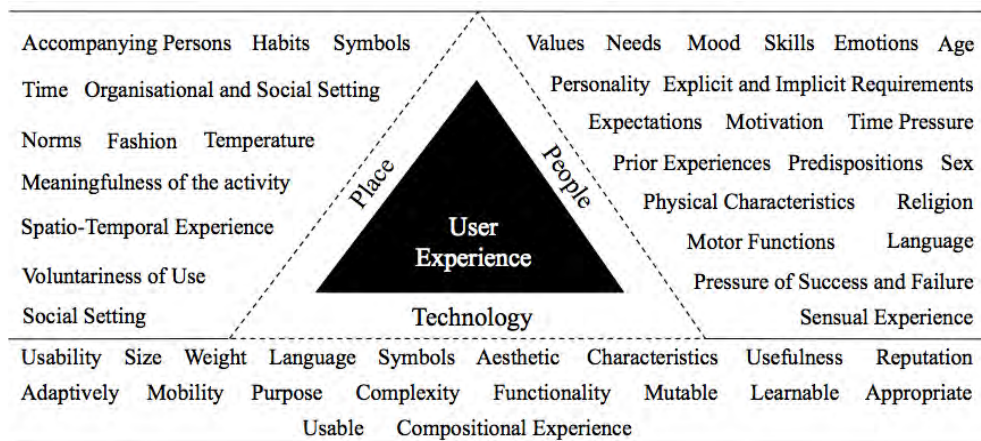 Accompanying Persons Habits Symbols
Time Organisational and Social Setting
Norms Fashion Temperature
Meaningfulness of the activity
Spatio-Temporal Experience
Voluntariness of Use
Social Setting
Place
User
Experience
People
Technology
Values Needs Mood Skills Emotions Age
Personality Explicit and Implicit Requirements
Expectations Motivation Time Pressure
Prior Experiences Predispositions Sex
Physical Characteristics Religion
Motor Functions Language
Pressure of Success and Failure
Sensual Experience
Usability Size Weight Language Symbols Aesthetic Characteristics Usefulness Reputation
Adaptively Mobility Purpose Complexity Functionality Mutable Learnable Appropriate
Usable Compositional Experience